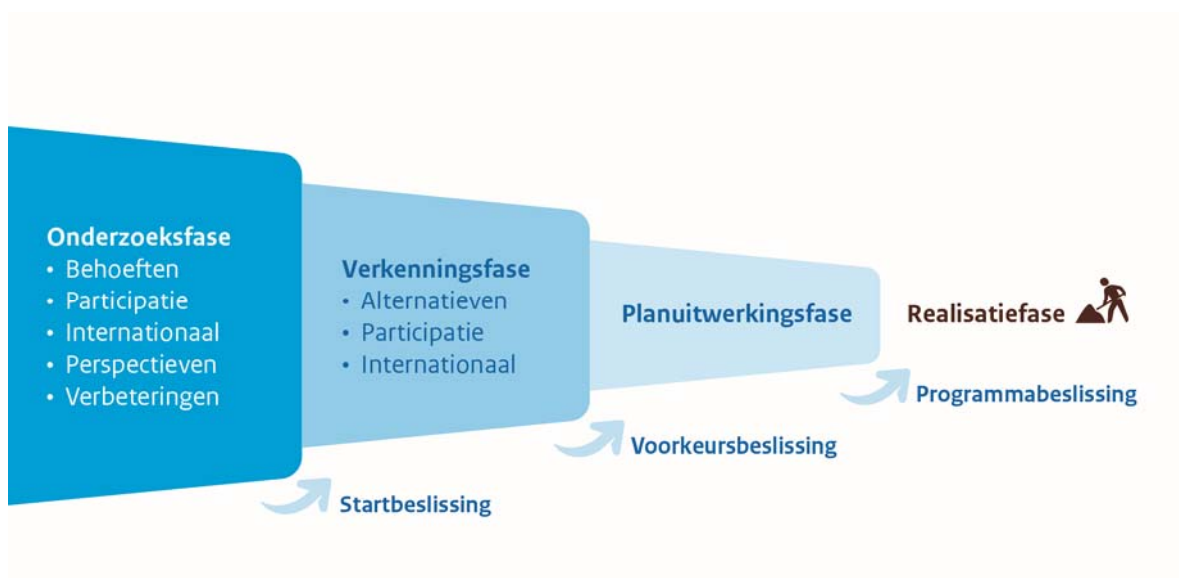 Onderzoeksfase
• Behoeften
• Participatie
• Internationaal
• Perspectieven
• Verbeteringen
Startbeslissing
Verkenningsfase
• Alternatieven
• Participatie
• Internationaal
Voorkeursbeslissing
Planuitwerkingsfase
Programmabeslissing
Realisatiefase